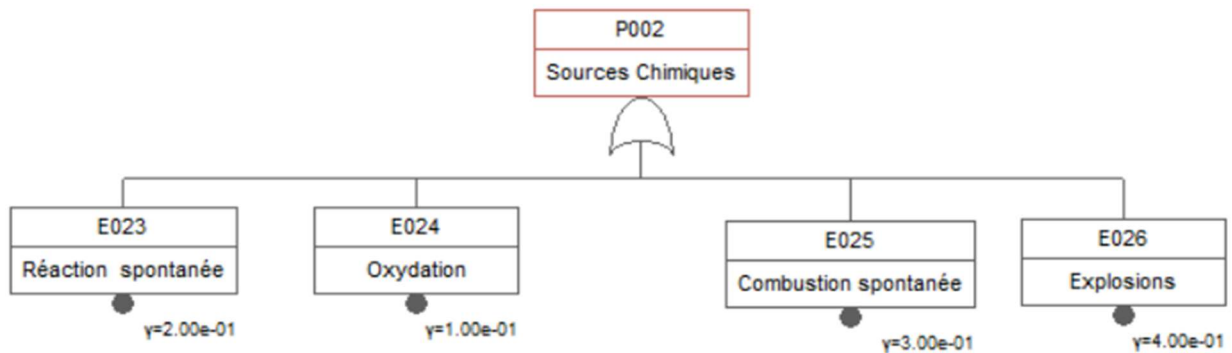 P002
Sources Chimiques
E023
Réaction spontanée
γ=2.00e-01
E024
Oxydation
γ=1.00e-01
E025
Combustion spontanée
γ=3.00e-01
E026
Explosions
γ=4.00e-01